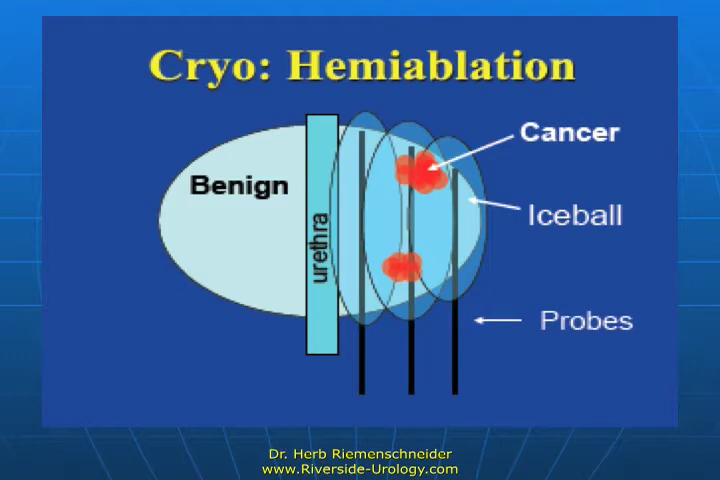 Cryo: Hemiablation
Cancer
Benign
Iceball
urethra
Probes
Dr. Herb Riemenschneider
www.Riverside-Urology.com